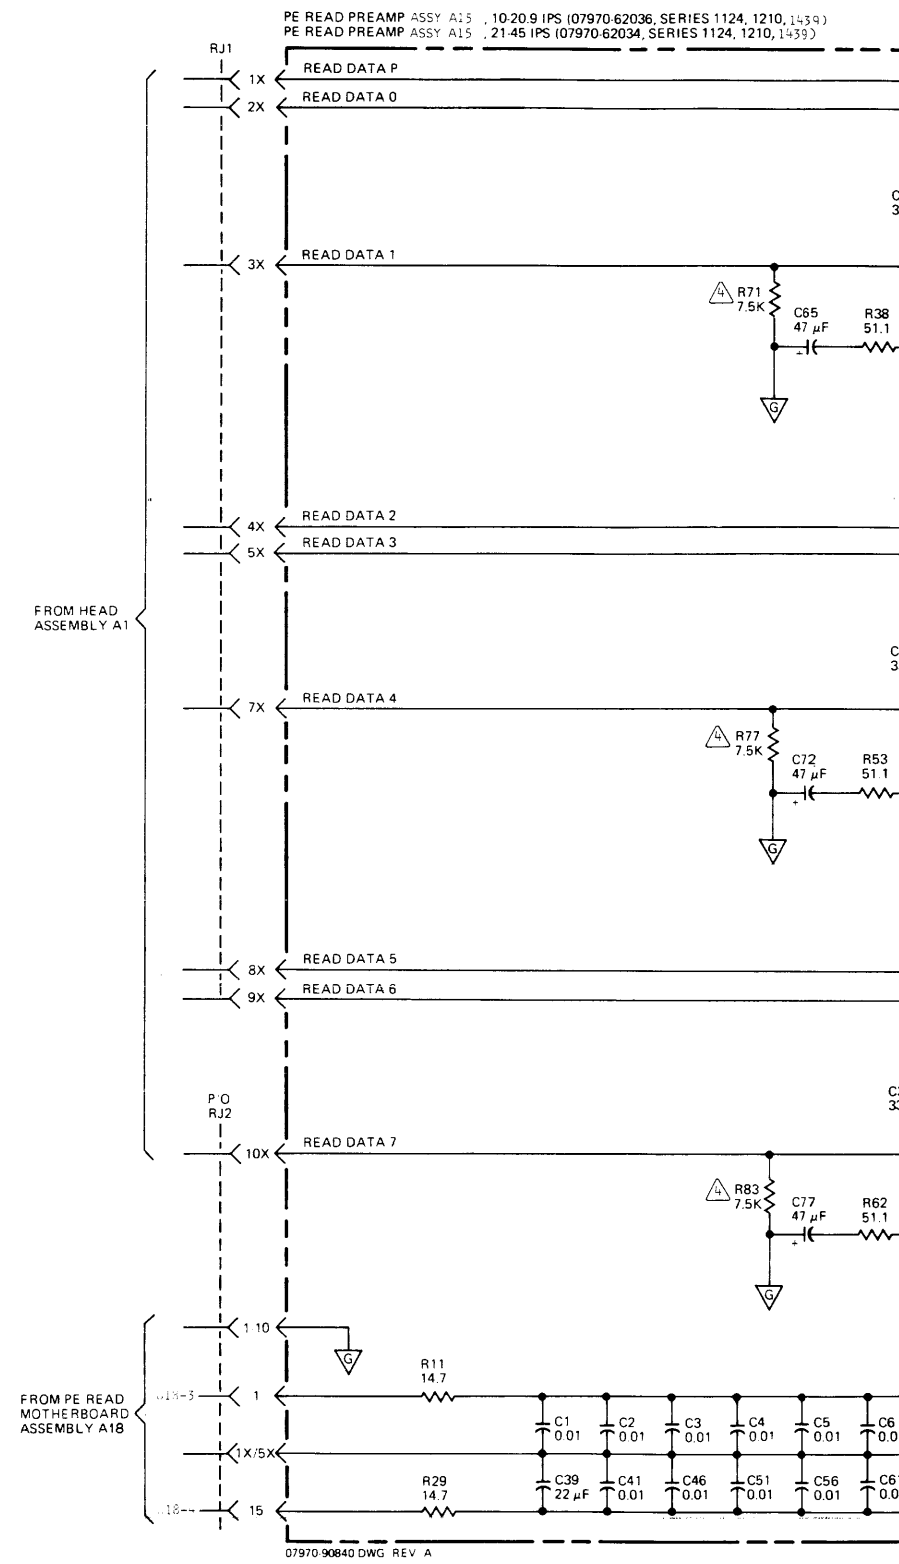 PE READ PREAMP ASSY A15 , 10-20.9 IPS (07970-62036, SERIES 1124, 1210, 1439)
PE READ PREAMP ASSY A15 , 21-45 IPS (07970-62034, SERIES 1124, 1210, 1439)
RJ1
1X READ DATA P
2X READ DATA 0
3X READ DATA 1
4 R71
7.5K
C65
47 µF
+
R38
51.1
G
4X READ DATA 2
5X READ DATA 3
FROM HEAD
ASSEMBLY A1
7X READ DATA 4
4 R77
7.5K
C72
47 µF
+
R53
51.1
G
8X READ DATA 5
9X READ DATA 6
P/O
RJ2
10X READ DATA 7
4 R83
7.5K
C77
47 µF
+
R62
51.1
G
1-10
G
R11
14.7
FROM PE READ
MOTHERBOARD
ASSEMBLY A18
1
C1
0.01
C2
0.01
C3
0.01
C4
0.01
C5
0.01
C6
1X/5X
R29
14.7
C39
22 µF
C41
0.01
C46
0.01
C51
0.01
C56
0.01
15
07970-90840 DWG REV A